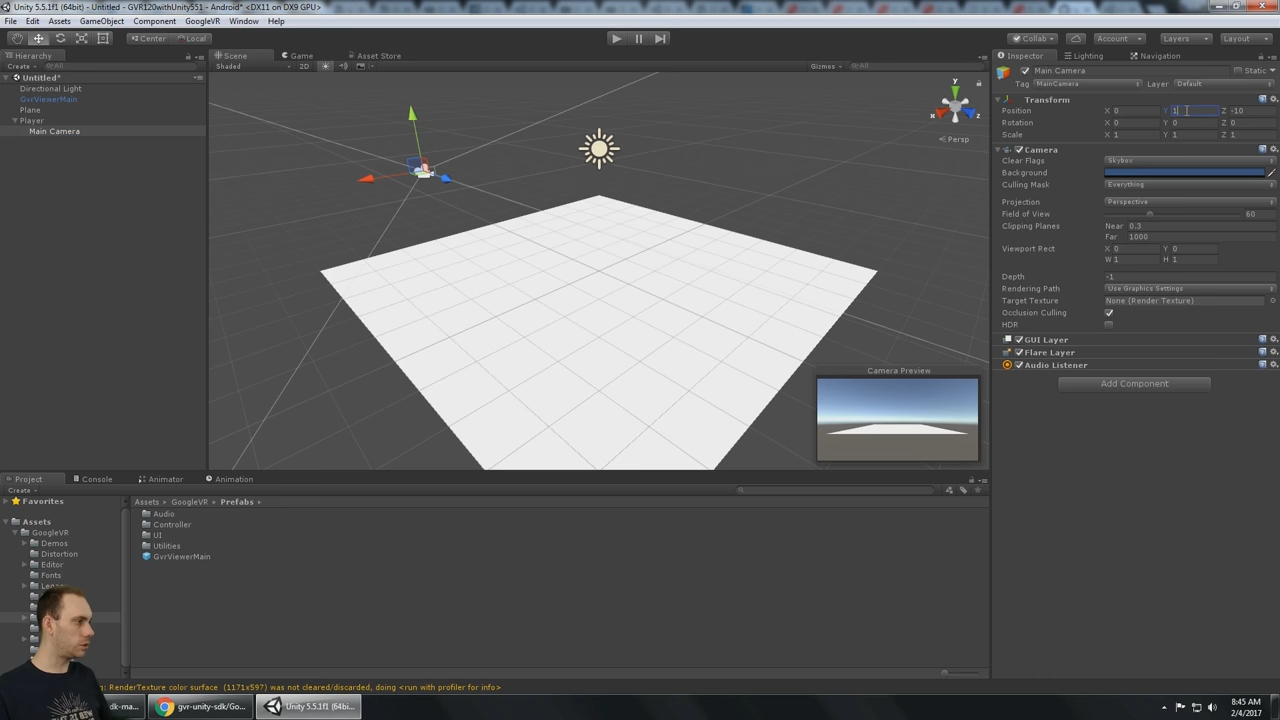 Unity 5.5.1f1 (64bit) - Untitled - GVR120withUnity551 - Android* <DX11 on DX9 GPU>
File Edit Assets GameObject Component GoogleVR Window Help
Center Local
Collab Account Layers Layout
Hierarchy
Create All
Untitled*
Directional Light
GvrViewerMain
Plane
Player
Main Camera
Scene Game Asset Store
Shaded 2D Gizmos All
y
x z
Persp
Camera Preview
Inspector Lighting Navigation
Main Camera Static
Tag MainCamera Layer Default
Transform
Position X 0 Y 1 Z -10
Rotation X 0 Y 0 Z 0
Scale X 1 Y 1 Z 1
Camera
Clear Flags Skybox
Background
Culling Mask Everything
Projection Perspective
Field of View 60
Clipping Planes Near 0.3
Far 1000
Viewport Rect X 0 Y 0
W 1 H 1
Depth -1
Rendering Path Use Graphics Settings
Target Texture None (Render Texture)
Occlusion Culling
HDR
GUI Layer
Flare Layer
Audio Listener
Add Component
Project Console Animator Animation
Create
Favorites
Assets
GoogleVR
Demos
Distortion
Editor
Fonts
Assets GoogleVR Prefabs
Audio
Controller
UI
Utilities
GvrViewerMain
RenderTexture color surface (1171x597) was not cleared/discarded, doing <run with profiler for info>
gvr-unity-sdk/Go...
Unity 5.5.1f1 (64bi...
8:45 AM
2/4/2017